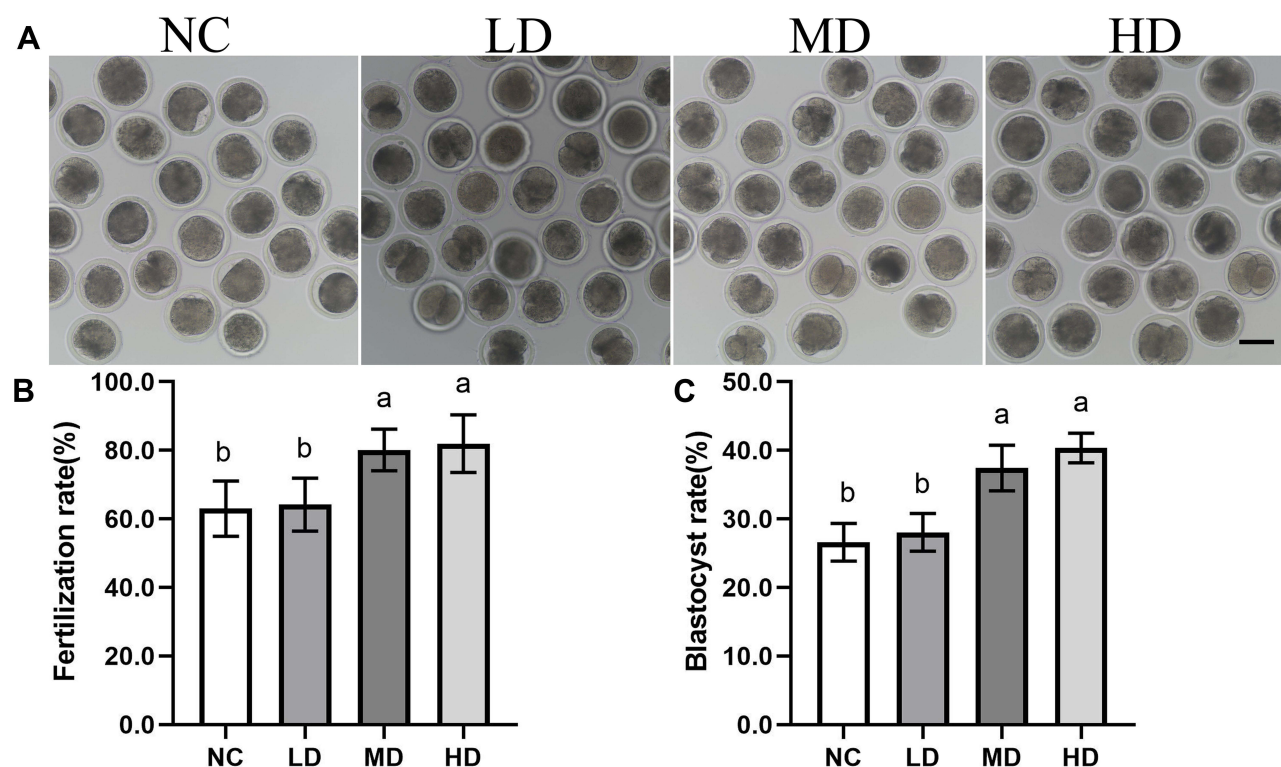 A
NC
LD
MD
HD
B
Fertilization rate(%)
100.0
80.0
60.0
40.0
20.0
0.0
b
b
a
a
NC
LD
MD
HD
C
Blastocyst rate(%)
50.0
40.0
30.0
20.0
10.0
0.0
b
b
a
a
NC
LD
MD
HD